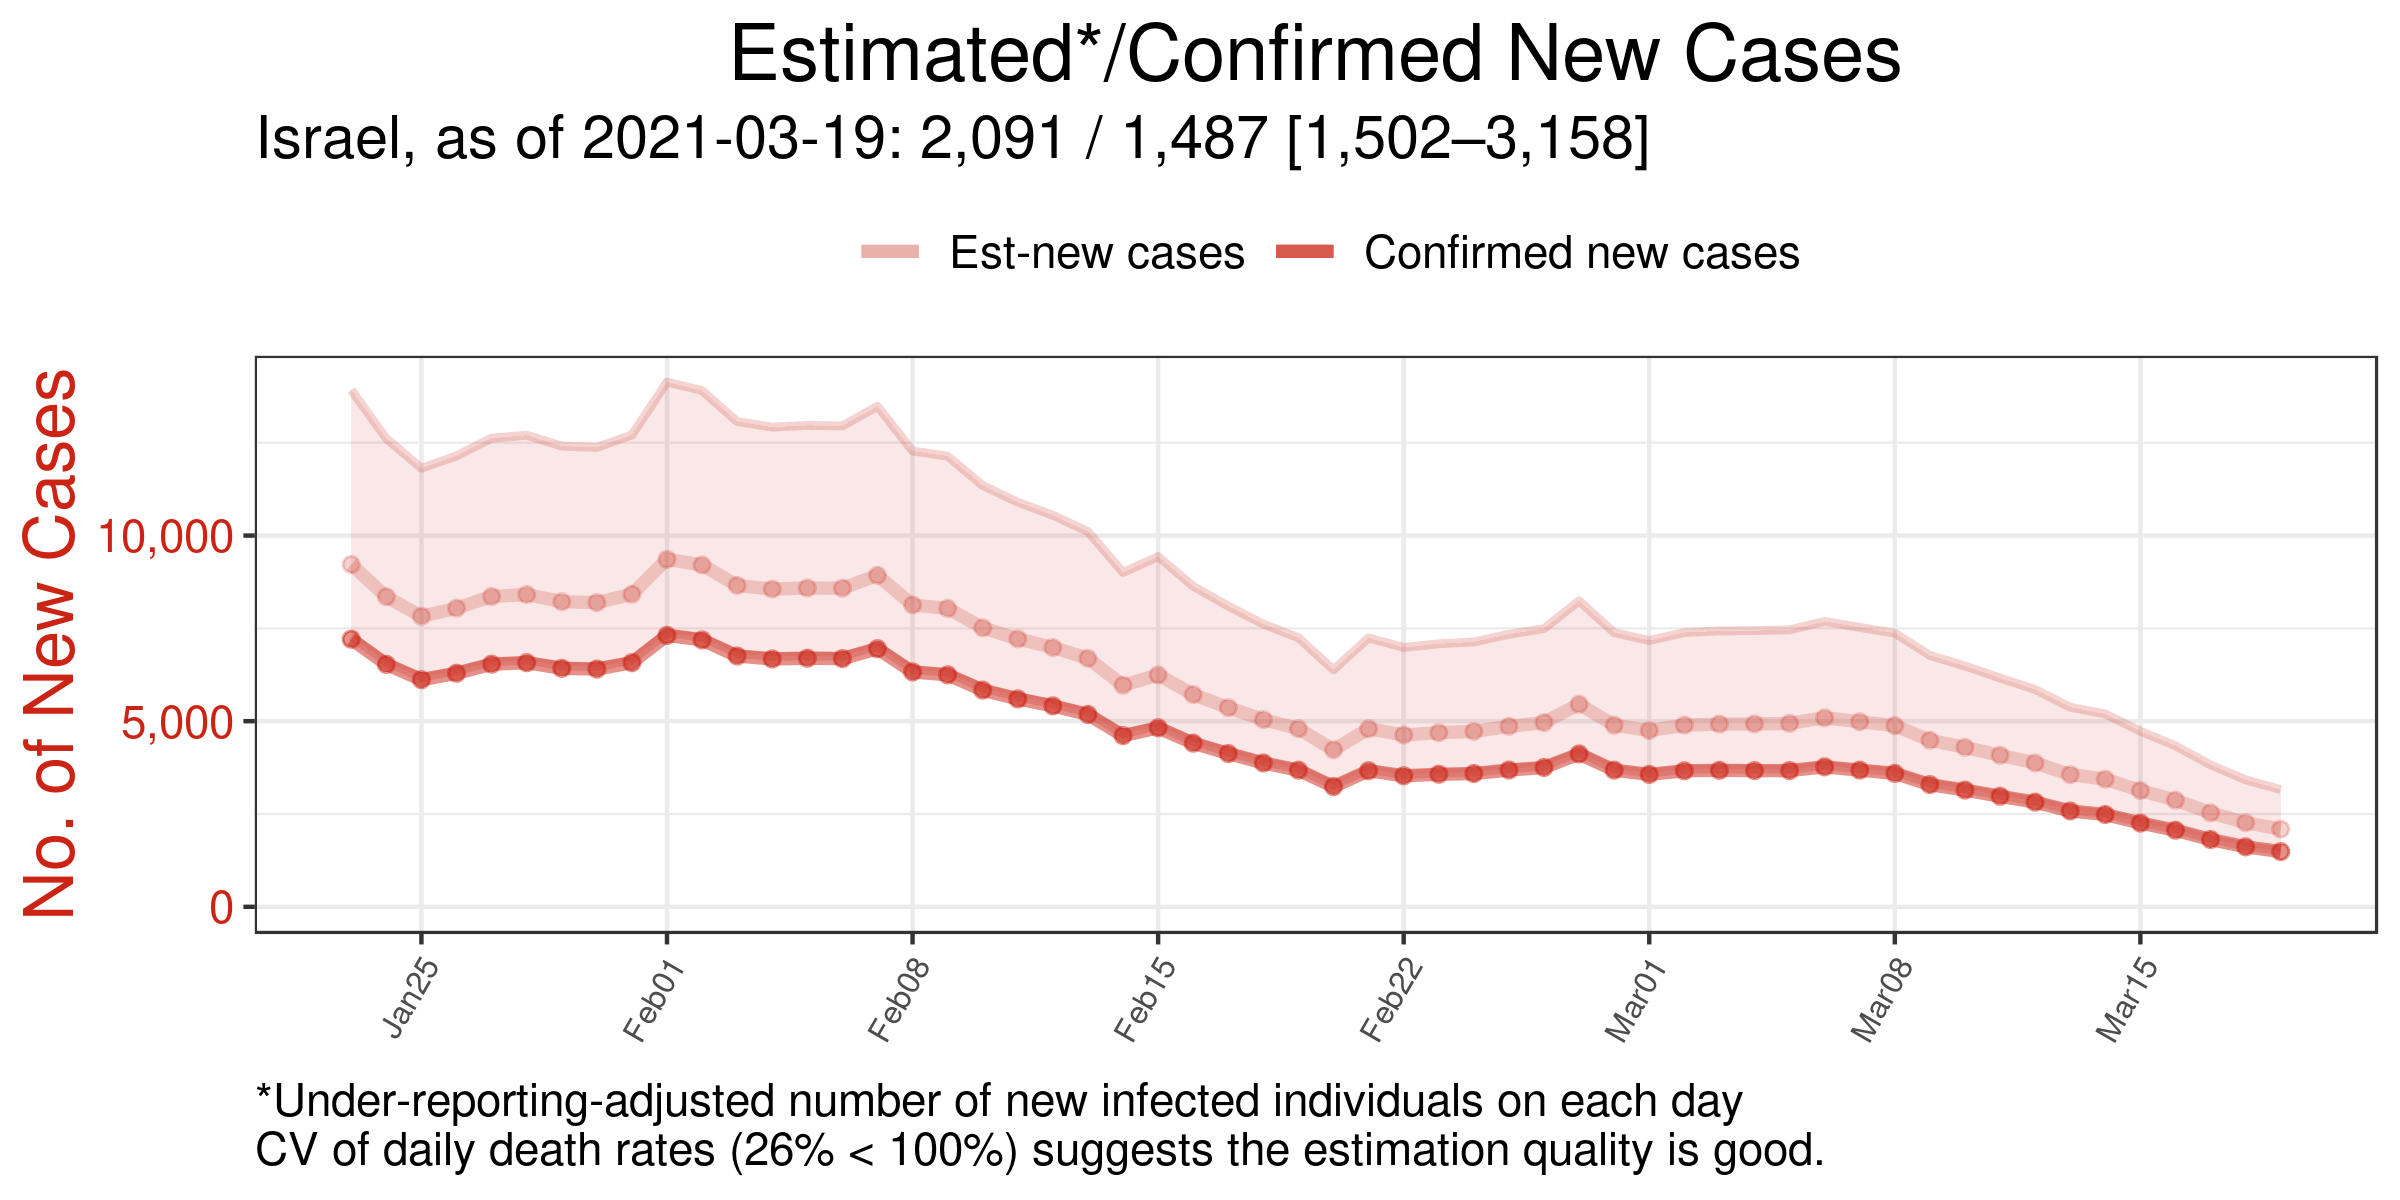 Estimated*/Confirmed New Cases
Israel, as of 2021-03-19: 2,091 / 1,487 [1,502–3,158]
Est-new cases
Confirmed new cases
No. of New Cases
10,000
5,000
0
Jan25
Feb01
Feb08
Feb15
Feb22
Mar01
Mar08
Mar15
*Under-reporting-adjusted number of new infected individuals on each day
CV of daily death rates (26% < 100%) suggests the estimation quality is good.